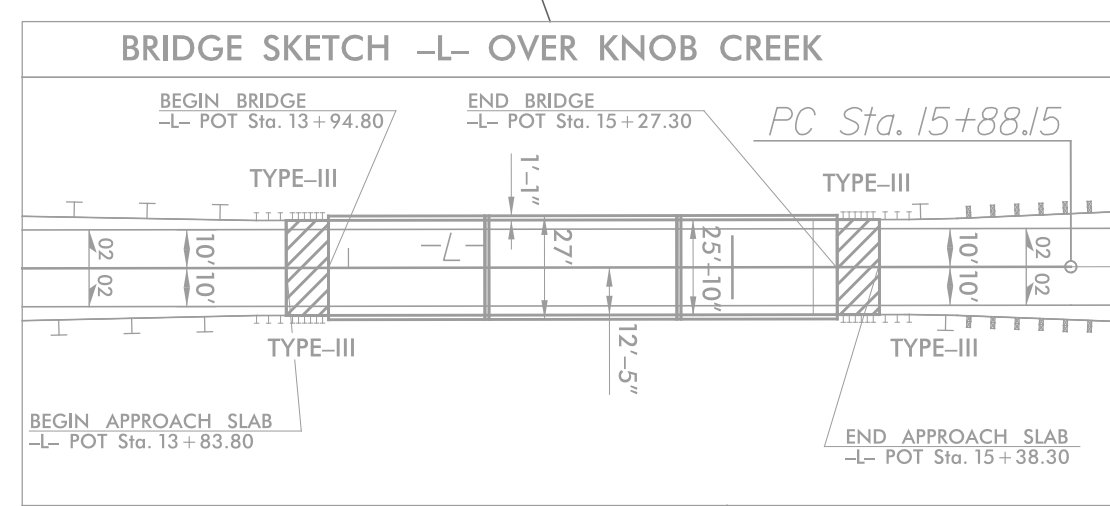 BRIDGE SKETCH -L- OVER KNOB CREEK
BEGIN BRIDGE
-L- POT Sta. 13+94.80
END BRIDGE
-L- POT Sta. 15+27.30
PC Sta. 15+88.15
TYPE-III
TYPE-III
1'-1"
02
02
10'
10'
-L-
27'
25'-10"
12'-5"
10'
10'
02
02
TYPE-III
TYPE-III
BEGIN APPROACH SLAB
-L- POT Sta. 13+83.80
END APPROACH SLAB
-L- POT Sta. 15+38.30